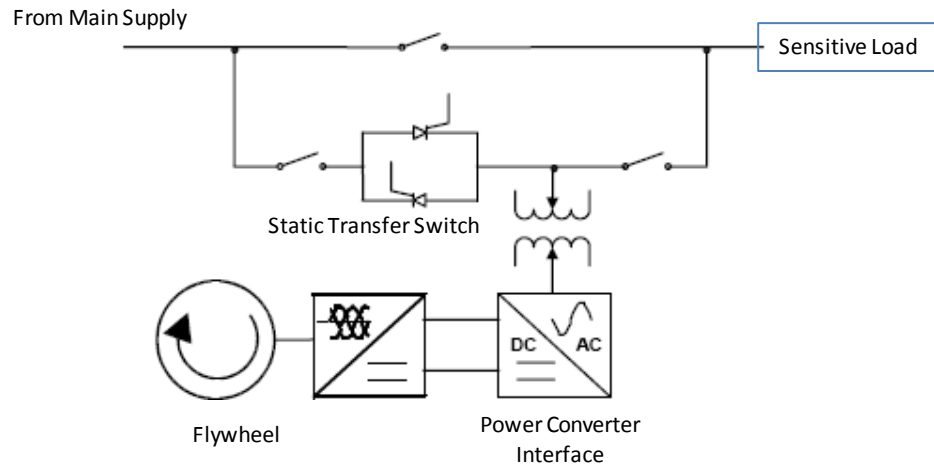 From Main Supply
Sensitive Load
Static Transfer Switch
DC
AC
Flywheel
Power Converter
Interface